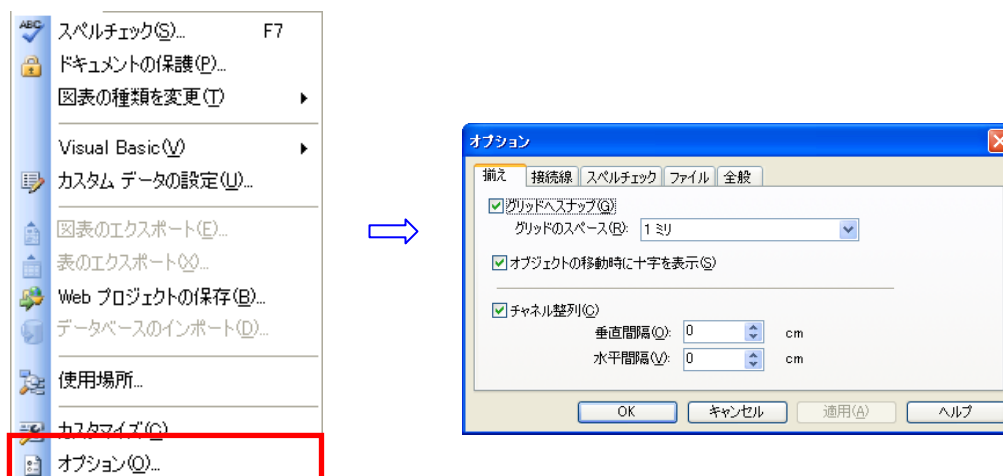 スペルチェック(S)... F7
ドキュメントの保護(P)...
図表の種類を変更(T)
Visual Basic(V)
カスタム データの設定(U)...
図表のエクスポート(E)...
表のエクスポート(X)...
Web プロジェクトの保存(B)...
データベースのインポート(D)...
使用場所...
カスタマイズ(C)
オプション(O)...
オプション
揃え 接続線 スペルチェック ファイル 全般
グリッドへスナップ(G)
グリッドのスペース(R): 1 ミリ
オブジェクトの移動時に十字を表示(S)
チャネル整列(C)
垂直間隔(O): 0 cm
水平間隔(V): 0 cm
OK キャンセル 適用(A) ヘルプ